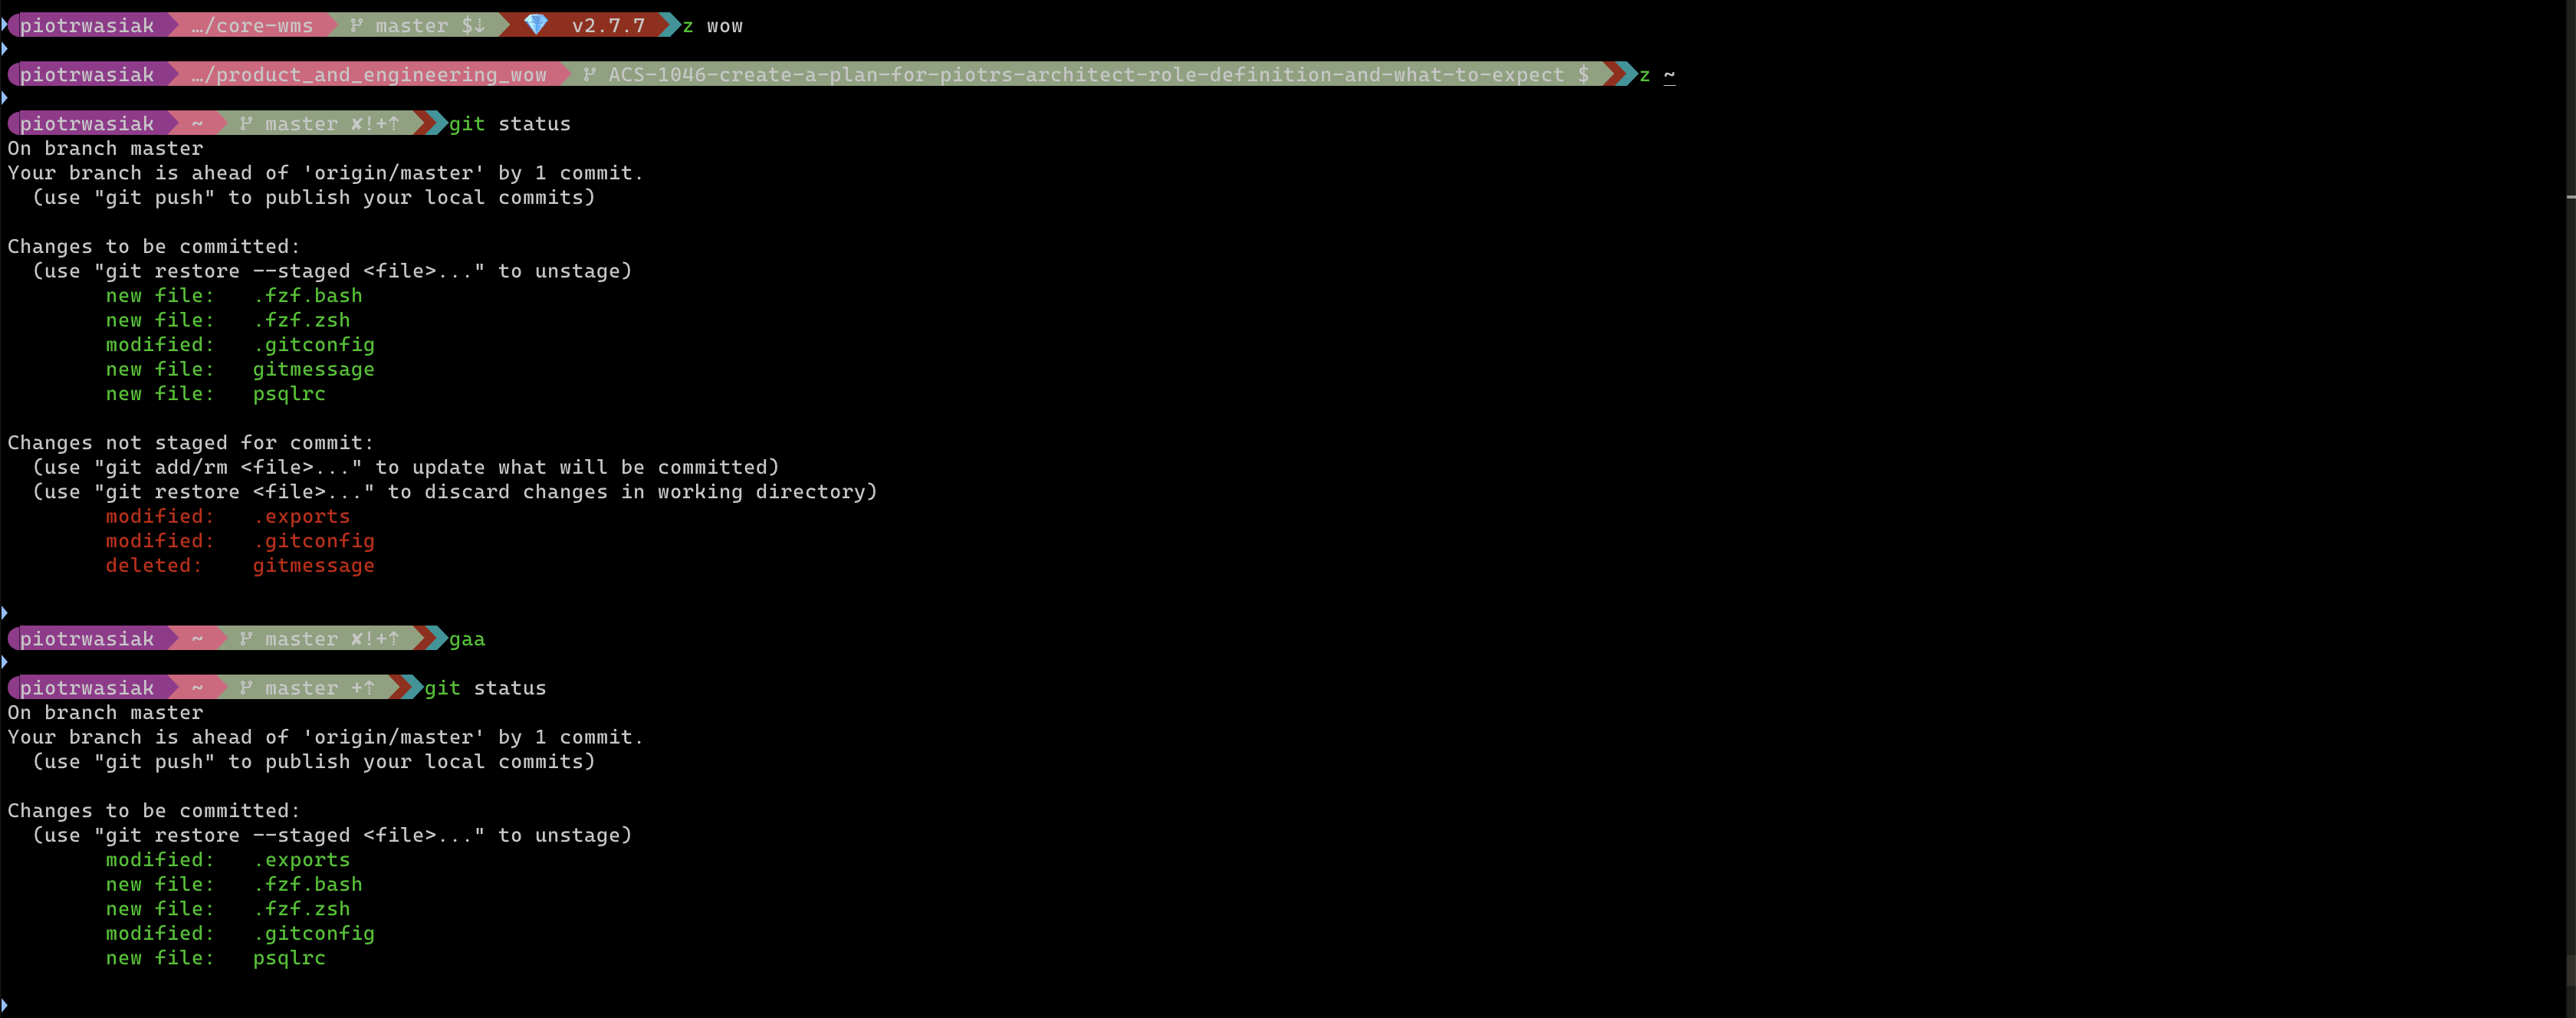 piotrwasiak …/core-wms master $⇣ 💎 v2.7.7 z wow
piotrwasiak …/product_and_engineering_wow ACS-1046-create-a-plan-for-piotrs-architect-role-definition-and-what-to-expect $ z ~
piotrwasiak ~ master ✘!+⇡ git status
On branch master
Your branch is ahead of 'origin/master' by 1 commit.
  (use "git push" to publish your local commits)

Changes to be committed:
  (use "git restore --staged <file>..." to unstage)
        new file:   .fzf.bash
        new file:   .fzf.zsh
        modified:   .gitconfig
        new file:   gitmessage
        new file:   psqlrc

Changes not staged for commit:
  (use "git add/rm <file>..." to update what will be committed)
  (use "git restore <file>..." to discard changes in working directory)
        modified:   .exports
        modified:   .gitconfig
        deleted:    gitmessage

piotrwasiak ~ master ✘!+⇡ gaa
piotrwasiak ~ master +⇡ git status
On branch master
Your branch is ahead of 'origin/master' by 1 commit.
  (use "git push" to publish your local commits)

Changes to be committed:
  (use "git restore --staged <file>..." to unstage)
        modified:   .exports
        new file:   .fzf.bash
        new file:   .fzf.zsh
        modified:   .gitconfig
        new file:   psqlrc